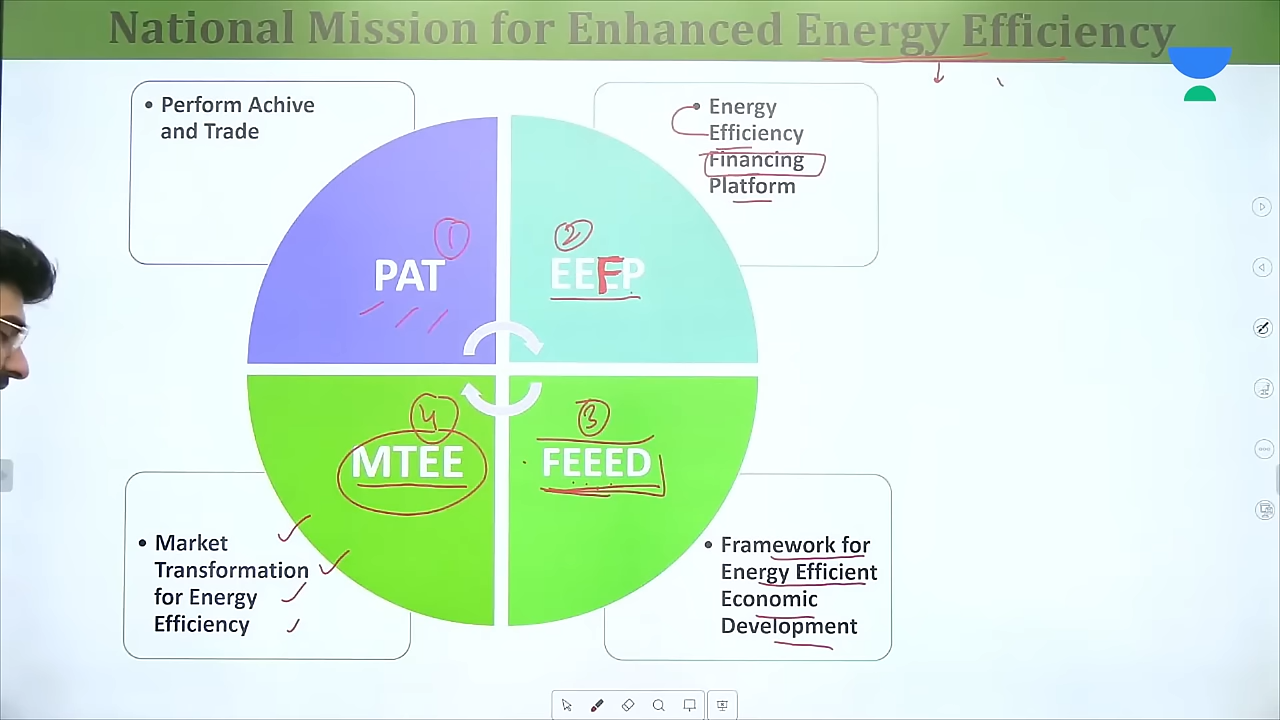 National Mission for Enhanced Energy Efficiency
• Perform Achive
and Trade
• Energy
Efficiency
Financing
Platform
1
PAT
2
EEFP
4
MTEE
3
FEEED
• Market
Transformation
for Energy
Efficiency
• Framework for
Energy Efficient
Economic
Development